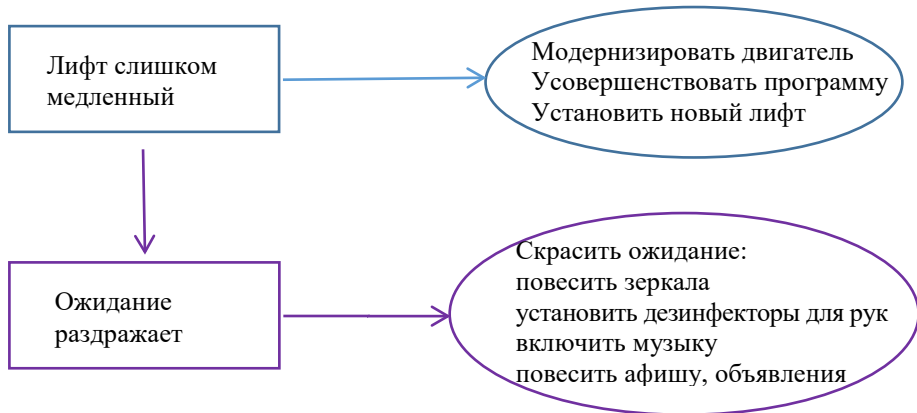 Лифт слишком
медленный
Модернизировать двигатель
Усовершенствовать программу
Установить новый лифт
Ожидание
раздражает
Скрасить ожидание:
повесить зеркала
установить дезинфекторы для рук
включить музыку
повесить афишу, объявления